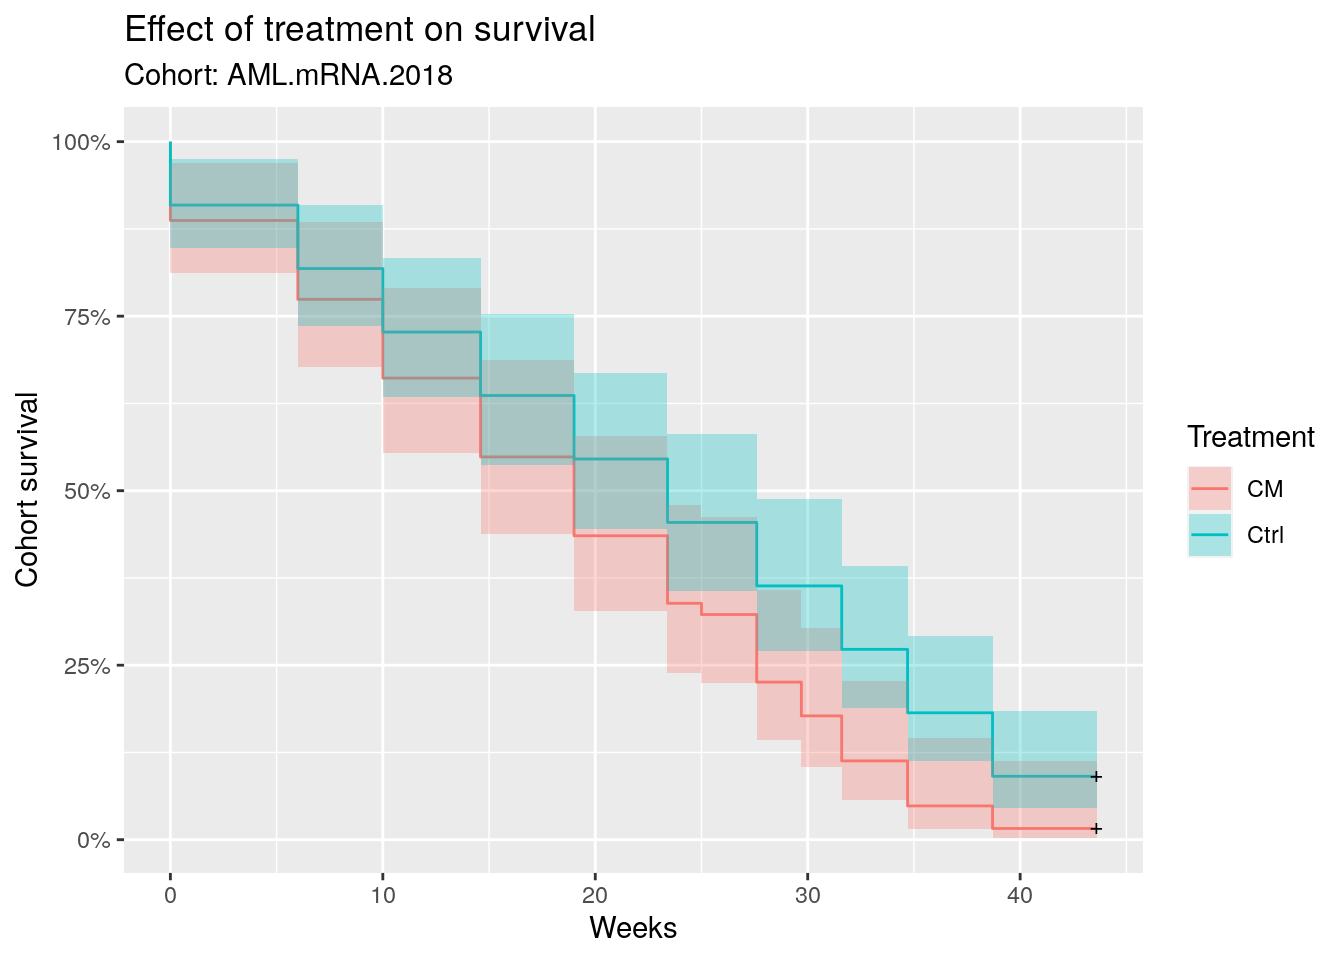 Effect of treatment on survival
Cohort: AML.mRNA.2018
100%
75%
50%
25%
0%
Cohort survival
0 10 20 30 40
Weeks
Treatment
CM
Ctrl